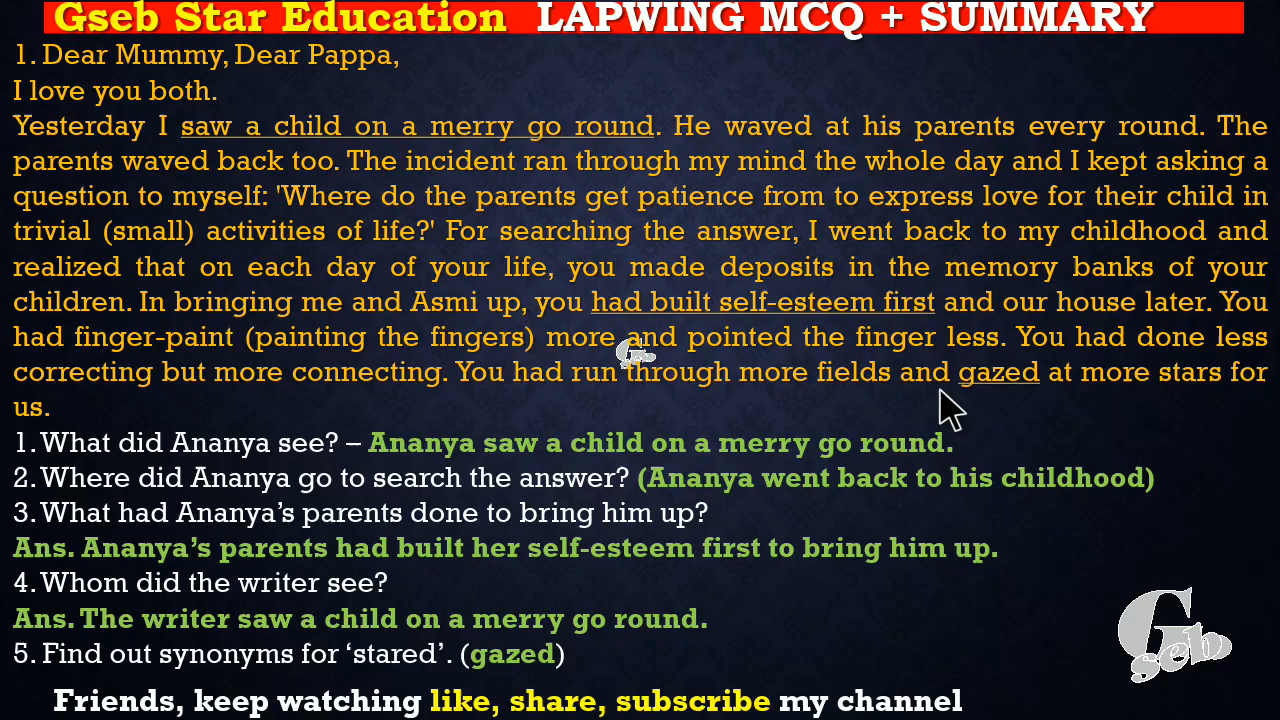 Gseb Star Education LAPWING MCQ + SUMMARY
1. Dear Mummy, Dear Pappa,
I love you both.
Yesterday I saw a child on a merry go round. He waved at his parents every round. The
parents waved back too. The incident ran through my mind the whole day and I kept asking a
question to myself: 'Where do the parents get patience from to express love for their child in
trivial (small) activities of life?' For searching the answer, I went back to my childhood and
realized that on each day of your life, you made deposits in the memory banks of your
children. In bringing me and Asmi up, you had built self-esteem first and our house later. You
had finger-paint (painting the fingers) more and pointed the finger less. You had done less
correcting but more connecting. You had run through more fields and gazed at more stars for
us.
1. What did Ananya see? – Ananya saw a child on a merry go round.
2. Where did Ananya go to search the answer? (Ananya went back to his childhood)
3. What had Ananya's parents done to bring him up?
Ans. Ananya's parents had built her self-esteem first to bring him up.
4. Whom did the writer see?
Ans. The writer saw a child on a merry go round.
5. Find out synonyms for 'stared'. (gazed)
Gseb
Friends, keep watching like, share, subscribe my channel